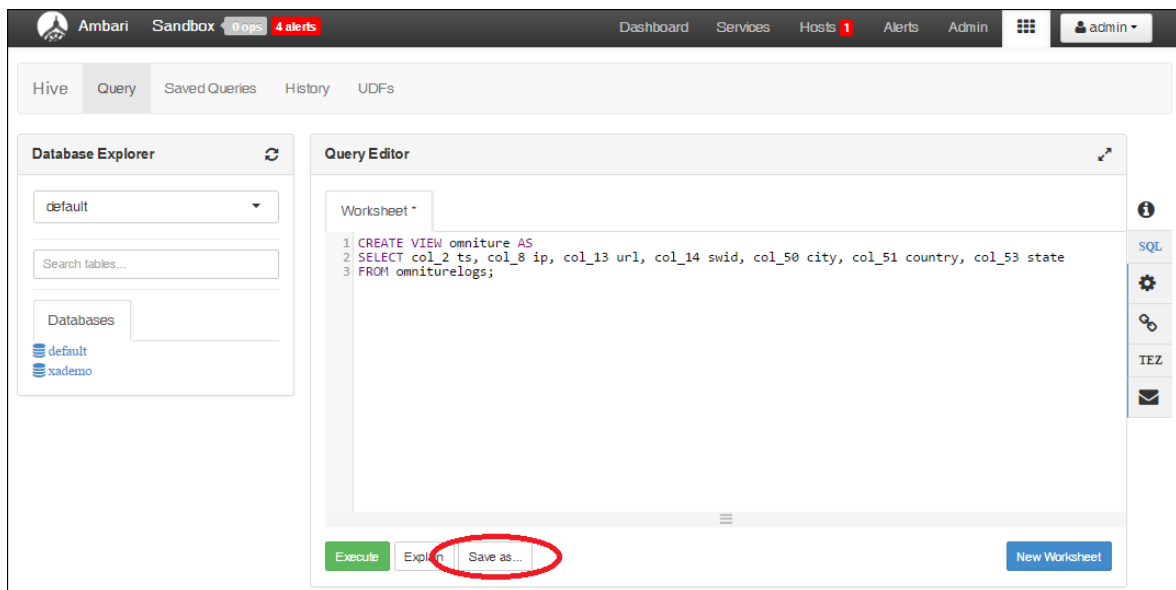 Ambari Sandbox 0 ops 4 alerts Dashboard Services Hosts 1 Alerts Admin admin
Hive Query Saved Queries History UDFs
Database Explorer
default
Search tables...
Databases
default
xademo
Query Editor
Worksheet *
1 CREATE VIEW omniture AS
2 SELECT col_2 ts, col_8 ip, col_13 url, col_14 swid, col_50 city, col_51 country, col_53 state
3 FROM omniturelogs;
Execute Explain Save as... New Worksheet
SQL
TEZ